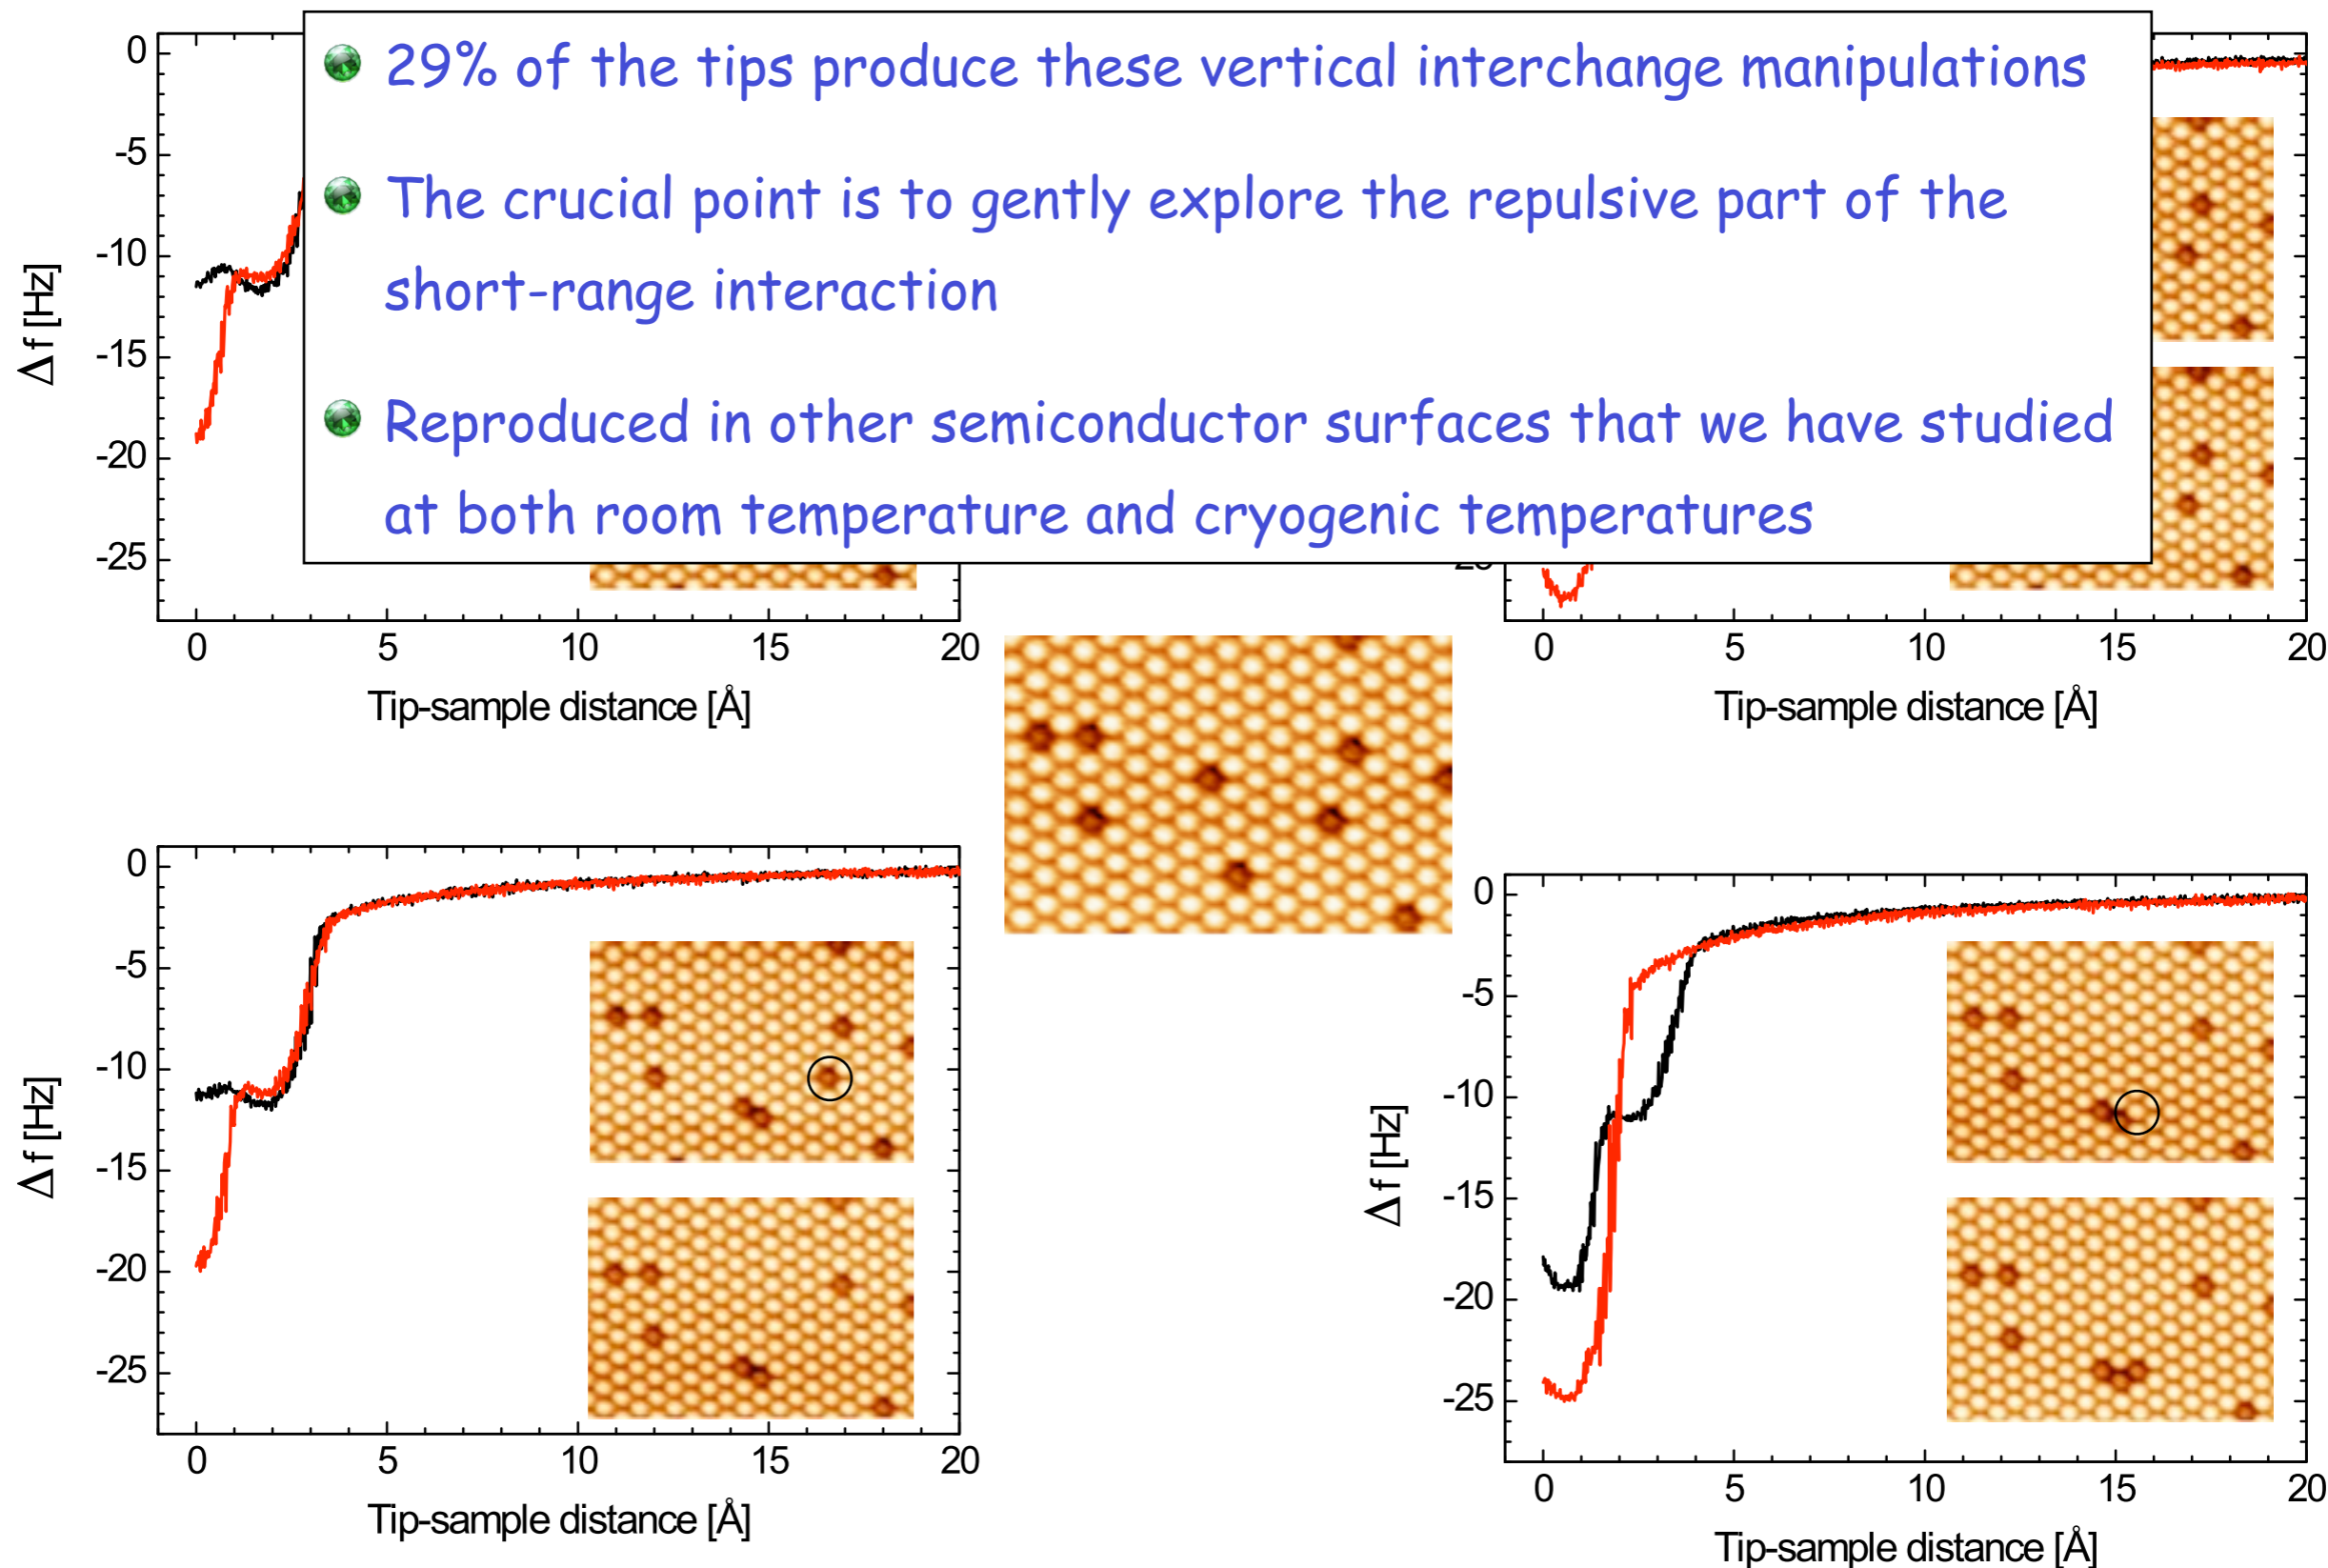 29% of the tips produce these vertical interchange manipulations
The crucial point is to gently explore the repulsive part of the
short-range interaction
Reproduced in other semiconductor surfaces that we have studied
at both room temperature and cryogenic temperatures
0
-5
-10
-15
-20
-25
Δ f [Hz]
0 5 10 15 20
Tip-sample distance [Å]
0 5 10 15 20
Tip-sample distance [Å]
0
-5
-10
-15
-20
-25
Δ f [Hz]
0 5 10 15 20
Tip-sample distance [Å]
0
-5
-10
-15
-20
-25
Δ f [Hz]
0 5 10 15 20
Tip-sample distance [Å]